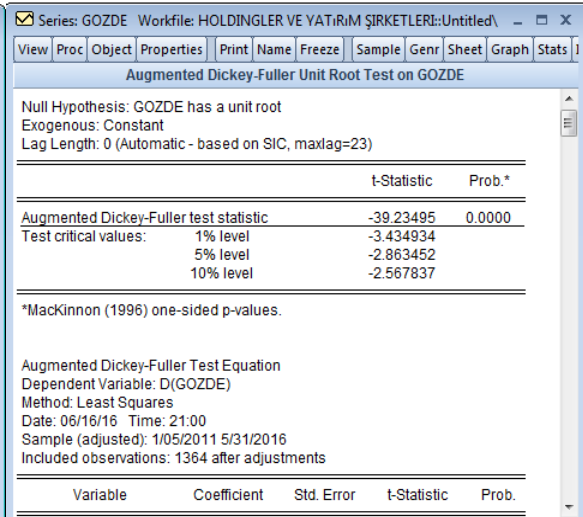 Series: GOZDE Workfile: HOLDINGLER VE YATıRıM ŞIRKETLERI::Untitled\
View Proc Object Properties Print Name Freeze Sample Genr Sheet Graph Stats
Augmented Dickey-Fuller Unit Root Test on GOZDE
Null Hypothesis: GOZDE has a unit root
Exogenous: Constant
Lag Length: 0 (Automatic - based on SIC, maxlag=23)
t-Statistic Prob.*
Augmented Dickey-Fuller test statistic -39.23495 0.0000
Test critical values: 1% level -3.434934
5% level -2.863452
10% level -2.567837
*MacKinnon (1996) one-sided p-values.
Augmented Dickey-Fuller Test Equation
Dependent Variable: D(GOZDE)
Method: Least Squares
Date: 06/16/16 Time: 21:00
Sample (adjusted): 1/05/2011 5/31/2016
Included observations: 1364 after adjustments
Variable Coefficient Std. Error t-Statistic Prob.